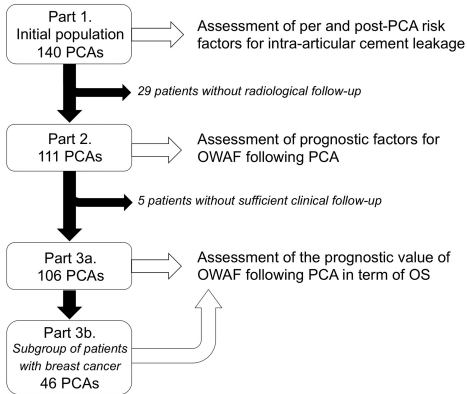 Part 1.
Initial population
140 PCAs
Assessment of per and post-PCA risk
factors for intra-articular cement leakage
29 patients without radiological follow-up
Part 2.
111 PCAs
Assessment of prognostic factors for
OWAF following PCA
5 patients without sufficient clinical follow-up
Part 3a.
106 PCAs
Assessment of the prognostic value of
OWAF following PCA in term of OS
Part 3b.
Subgroup of patients
with breast cancer
46 PCAs